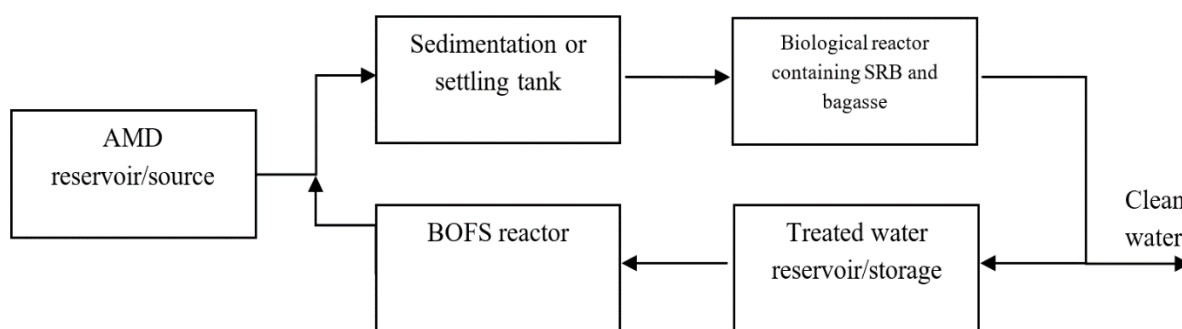 Sedimentation or
settling tank
Biological reactor
containing SRB and
bagasse
AMD
reservoir/source
BOFS reactor
Treated water
reservoir/storage
Clean
water